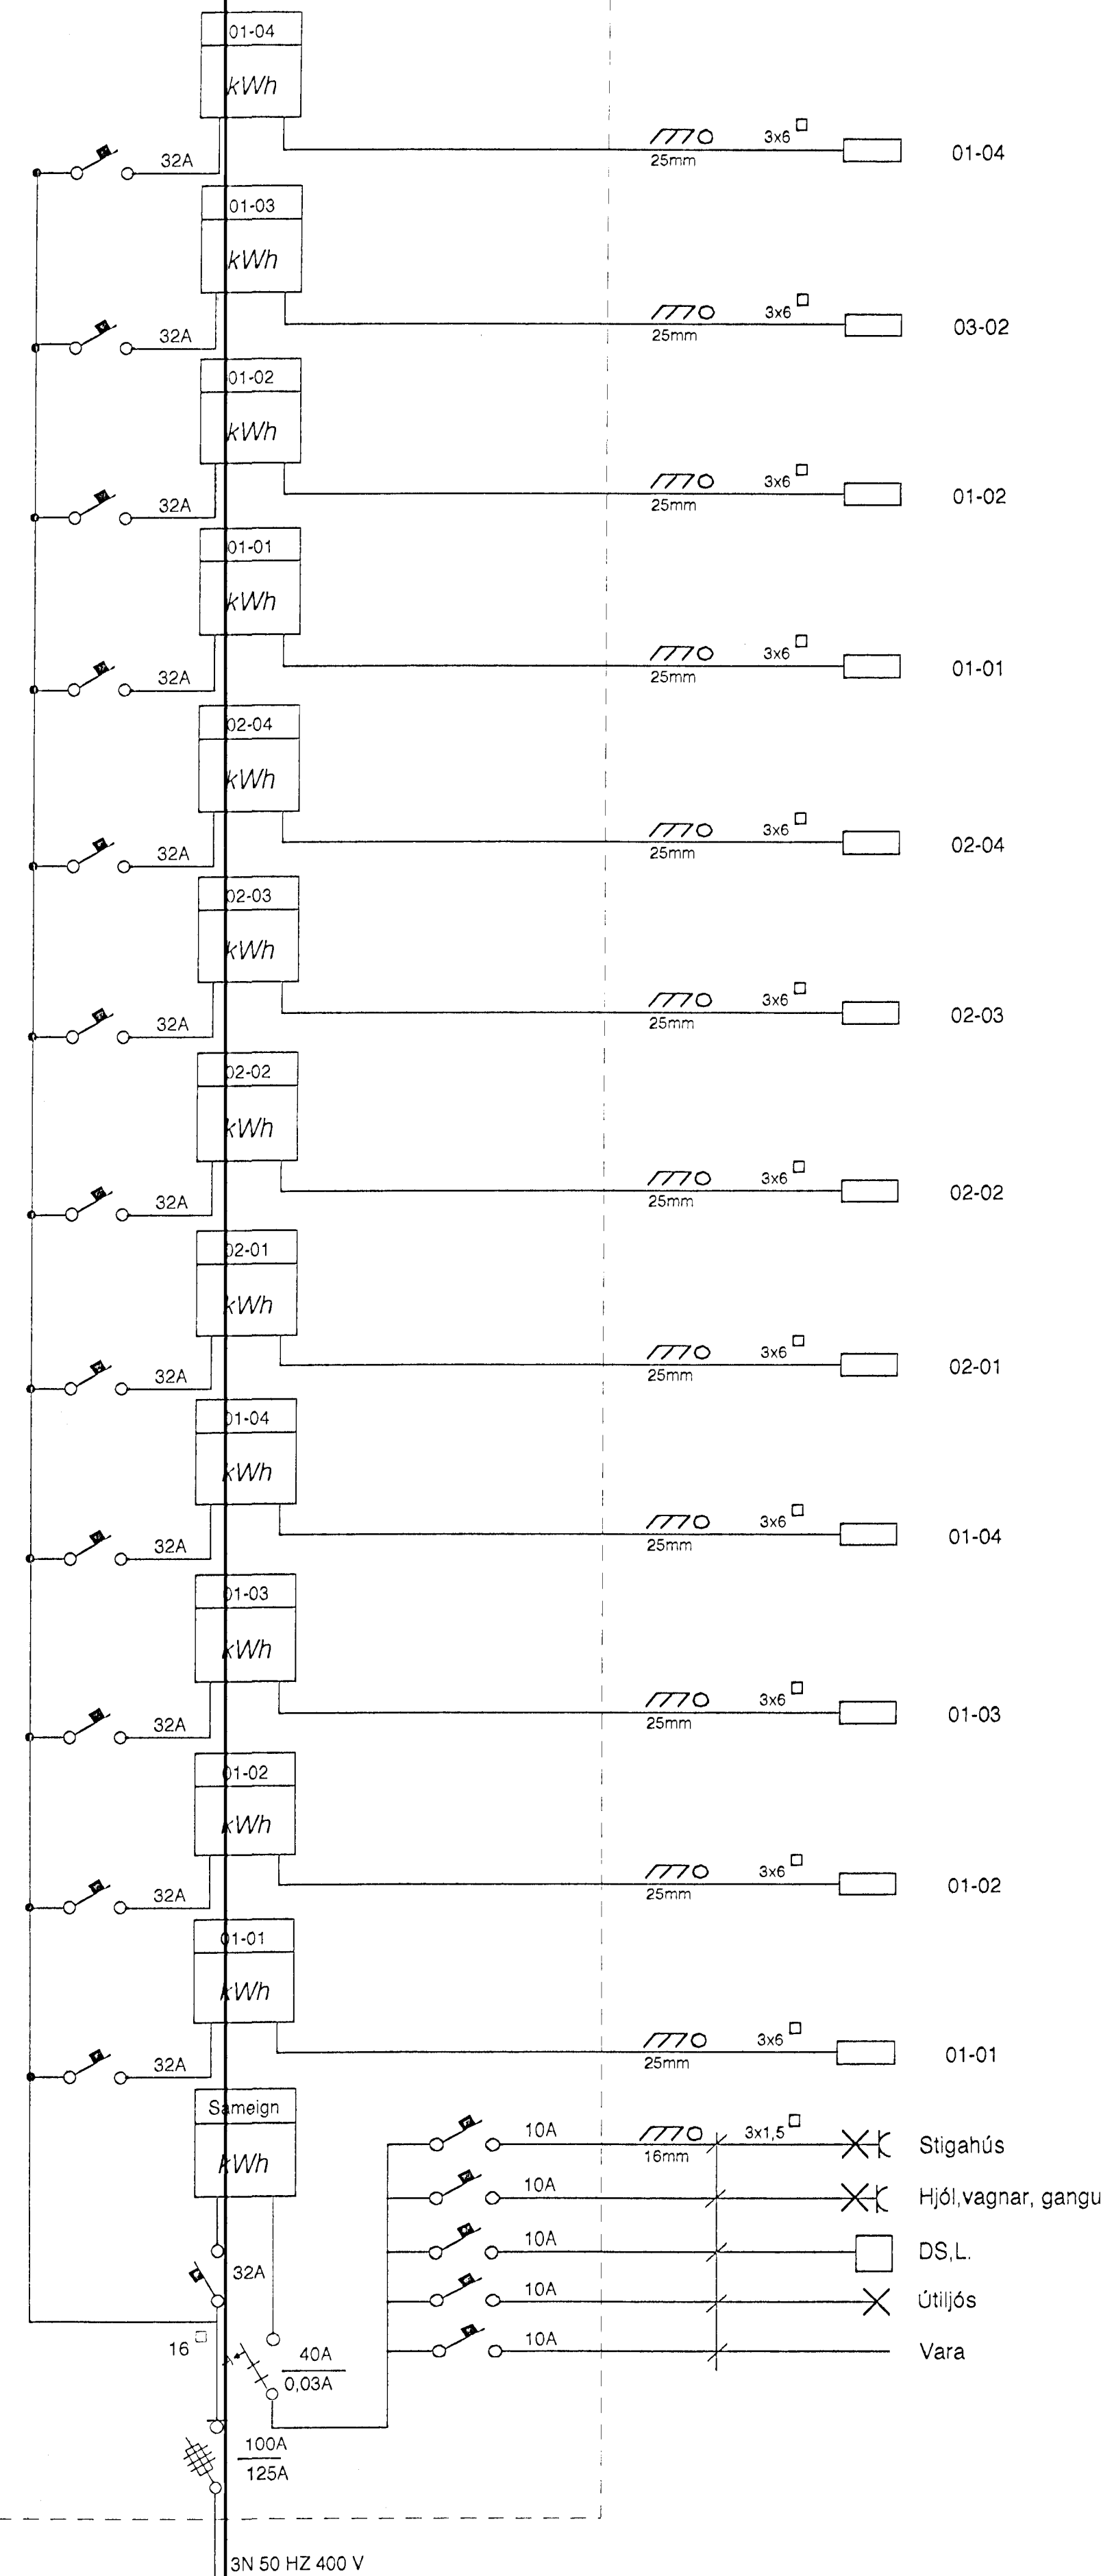 01-04
kWh
32A
25mm
3x6
01-04
01-03
kWh
32A
25mm
3x6
03-02
01-02
kWh
32A
25mm
3x6
01-02
01-01
kWh
32A
25mm
3x6
01-01
02-04
kWh
32A
25mm
3x6
02-04
02-03
kWh
32A
25mm
3x6
02-03
02-02
kWh
32A
25mm
3x6
02-02
02-01
kWh
32A
25mm
3x6
02-01
01-04
kWh
32A
25mm
3x6
01-04
01-03
kWh
32A
25mm
3x6
01-03
01-02
kWh
32A
25mm
3x6
01-02
01-01
kWh
32A
25mm
3x6
01-01
Sameign
kWh
32A
10A
16mm
3x1,5
Stigahús
10A
Hjól,vagnar, gangu
10A
DS,L.
10A
Útiljós
10A
Vara
16
40A
0,03A
100A
125A
3N 50 HZ 400 V